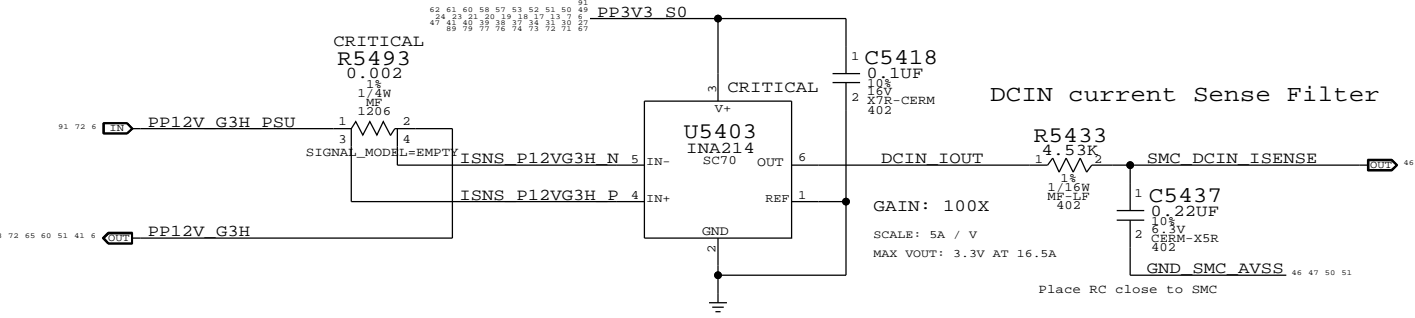 91
62 61 60 58 57 53 52 51 50 49
24 23 21 20 19 18 17 13 7 6
47 41 40 39 38 37 34 31 30 27
89 79 77 76 74 73 72 71 67
PP3V3_S0
CRITICAL
R5493
0.002
1%
1/4W
MF
1206
91 72 6
IN
PP12V_G3H_PSU
1
2
3
4
SIGNAL_MODEL=EMPTY
ISNS_P12VG3H_N
5
IN-
ISNS_P12VG3H_P
4
IN+
72 65 60 51 41 6
OUT
PP12V_G3H
3
CRITICAL
V+
U5403
INA214
SC70
OUT
6
REF
1
GND
2
1
C5418
0.1UF
10%
16V
2
X7R-CERM
402
DCIN current Sense Filter
DCIN_IOUT
R5433
4.53K
1
2
1%
1/16W
MF-LF
402
SMC_DCIN_ISENSE
OUT
46
GAIN: 100X
SCALE: 5A / V
MAX VOUT: 3.3V AT 16.5A
1
C5437
0.22UF
10%
2
6.3V
CERM-X5R
402
GND_SMC_AVSS
46 47 50 51
Place RC close to SMC